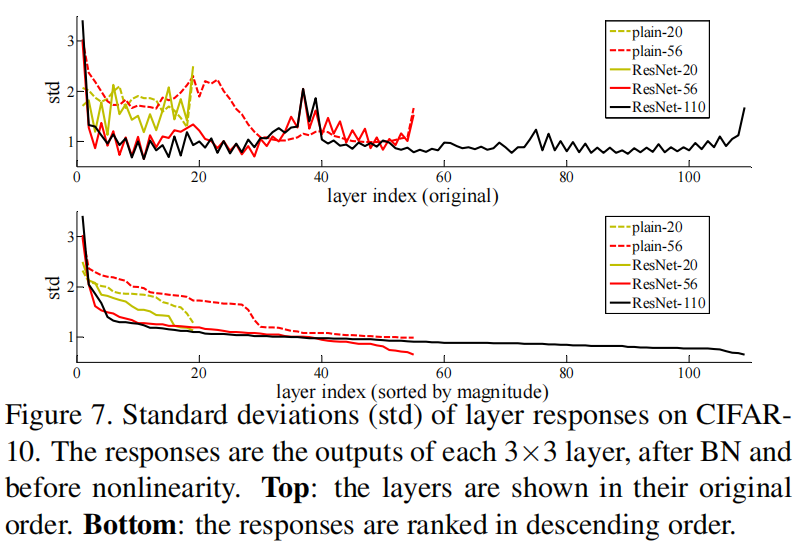 3
2
1
std
plain-20
plain-56
ResNet-20
ResNet-56
ResNet-110
0 20 40 60 80 100
layer index (original)
3
2
1
std
plain-20
plain-56
ResNet-20
ResNet-56
ResNet-110
0 20 40 60 80 100
layer index (sorted by magnitude)
Figure 7. Standard deviations (std) of layer responses on CIFAR-
10. The responses are the outputs of each 3×3 layer, after BN and
before nonlinearity. Top: the layers are shown in their original
order. Bottom: the responses are ranked in descending order.